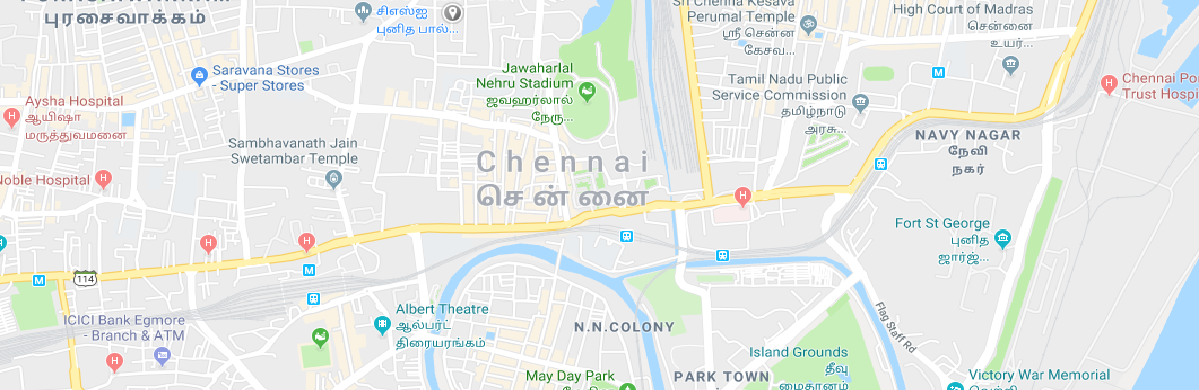 புரசைவாக்கம்
சிஎஸ்ஐ
புனித பால்...
Sri Chenna Kesava
Perumal Temple
ஸ்ரீ சென்ன
கேசவ...
High Court of Madras
சென்னை
உயர்...
Saravana Stores
- Super Stores
Jawaharlal
Nehru Stadium
ஜவஹர்லால்
நேரு...
Tamil Nadu Public
Service Commission
தமிழ்நாடு
அரசு...
Chennai Po
Trust Hospi
Aysha Hospital
ஆயிஷா
மருத்துவமனை
Sambhavanath Jain
Swetambar Temple
NAVY NAGAR
நேவி
நகர்
Chennai
சென்னை
Noble Hospital
Fort St George
புனித
ஜார்ஜ்...
114
ICICI Bank Egmore
- Branch & ATM
Albert Theatre
ஆல்பர்ட்
திரையரங்கம்
N.N.COLONY
Flag Staff Rd
Island Grounds
தீவு
மைதானம்
May Day Park
PARK TOWN
Victory War Memorial